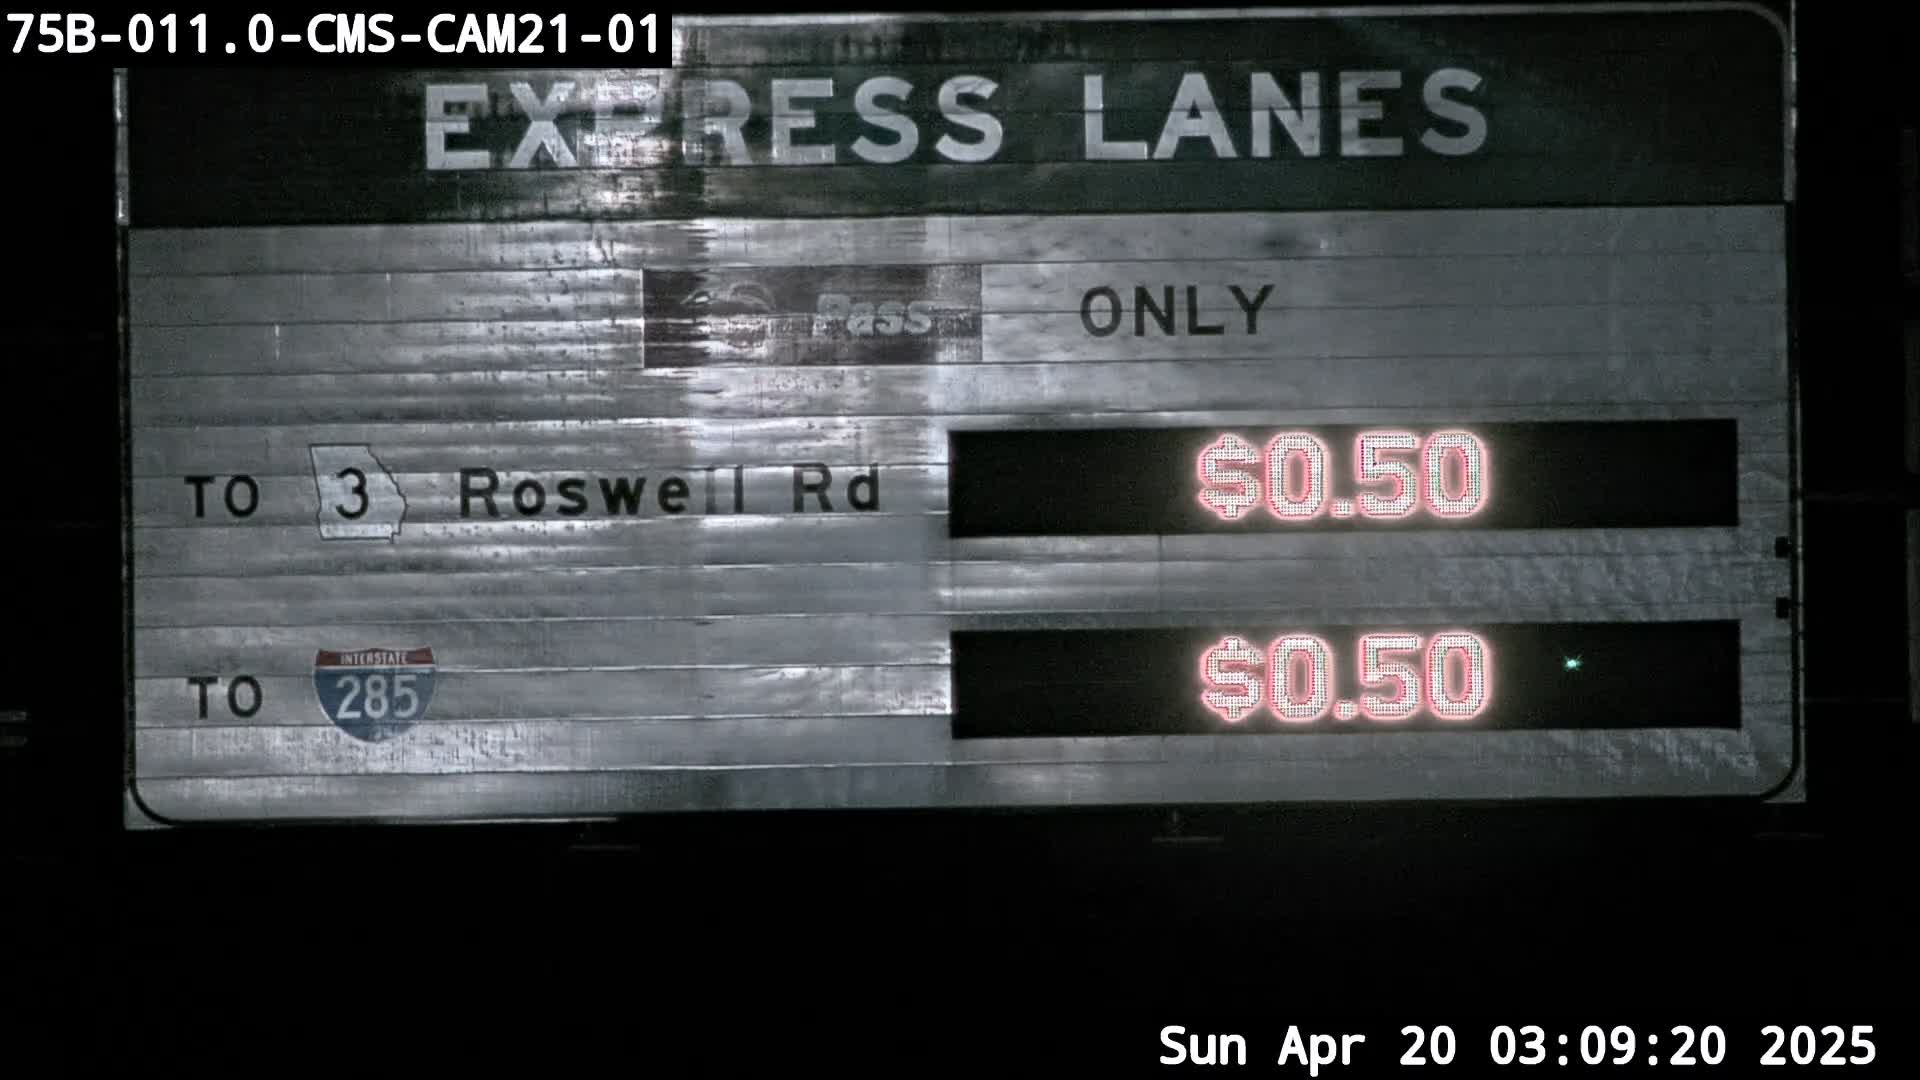 75B-011.0-CMS-CAM21-01
EXPRESS LANES
Pass ONLY
TO 3 Roswell Rd $0.50
TO INTERSTATE 285 $0.50
Sun Apr 20 03:09:20 2025